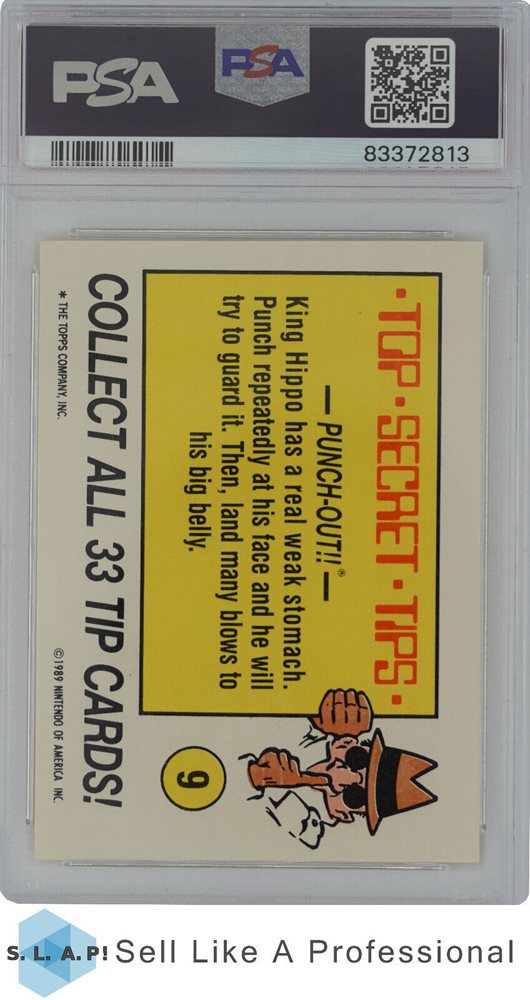 PSA
PSA
83372813
·TOP·SECRET·TIPS·
— PUNCH-OUT!!® —
King Hippo has a real weak stomach.
Punch repeatedly at his face and he will
try to guard it. Then, land many blows to
his big belly.
9
COLLECT ALL 33 TIP CARDS!
* THE TOPPS COMPANY, INC.
©1989 NINTENDO OF AMERICA INC.
S. L. A. P! Sell Like A Professional